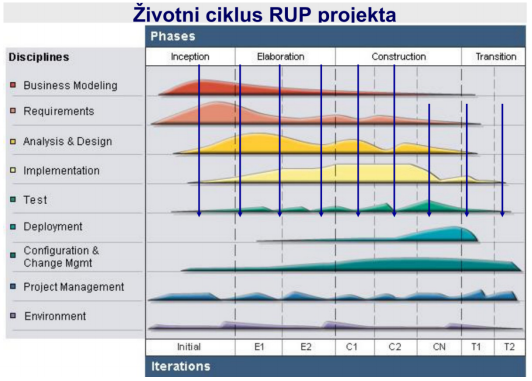 Životni ciklus RUP projekta
Phases
Disciplines
Inception Elaboration Construction Transition
Business Modeling
Requirements
Analysis & Design
Implementation
Test
Deployment
Configuration &
Change Mgmt
Project Management
Environment
Initial E1 E2 C1 C2 CN T1 T2
Iterations